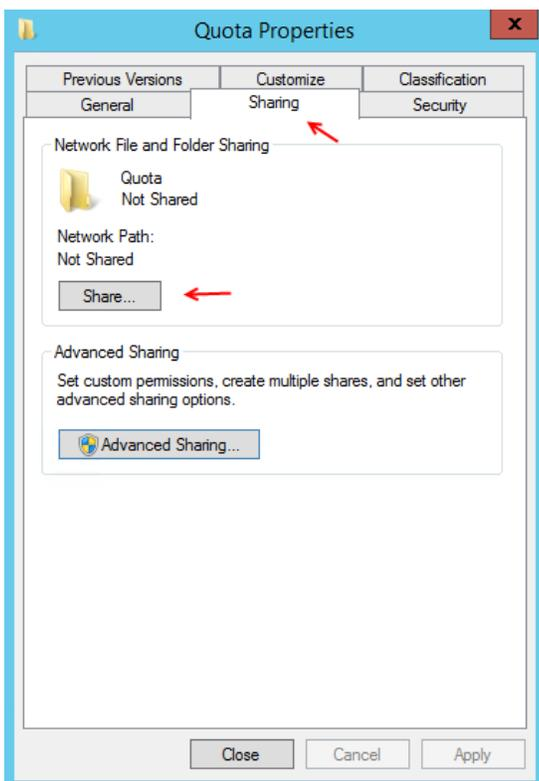 Quota Properties
x
Previous Versions Customize Classification
General Sharing Security
Network File and Folder Sharing
Quota
Not Shared
Network Path:
Not Shared
Share...
Advanced Sharing
Set custom permissions, create multiple shares, and set other
advanced sharing options.
Advanced Sharing...
Close Cancel Apply